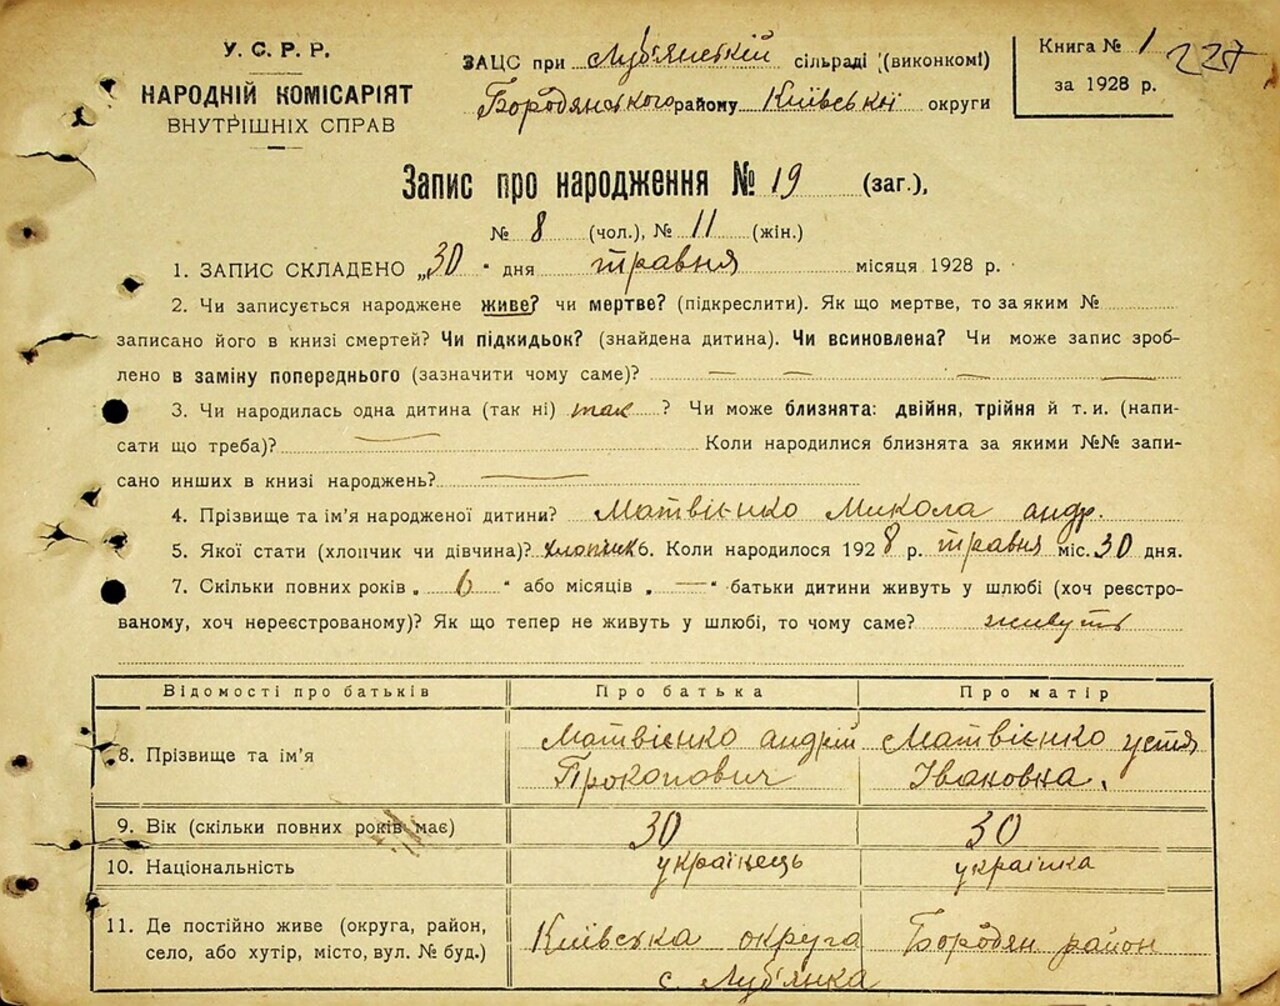 У. С. Р. Р.
НАРОДНІЙ КОМІСАРІЯТ
ВНУТРІШНІХ СПРАВ
ЗАЦС при Луб'янській сільраді (виконкомі)
Бородянського району Київської округи
Книга № 1 227
за 1928 р.
Запис про народження № 19 (заг.),
№ 8 (чол.), № 11 (жін.)
1. ЗАПИС СКЛАДЕНО „30 " дня травня місяця 1928 р.
2. Чи записується народжене живе? чи мертве? (підкреслити). Як що мертве, то за яким №
записано його в книзі смертей? Чи підкидьок? (знайдена дитина). Чи всиновлена? Чи може запис зроб-
лено в заміну попереднього (зазначити чому саме)? — — — —
3. Чи народилась одна дитина (так ні) так ? Чи може близнята: двійня, трійня й т. и. (напи-
сати що треба)? — Коли народилися близнята за якими №№ запи-
сано инших в книзі народжень? —
4. Прізвище та ім'я народженої дитини? Матвієнко Микола андр.
5. Якої стати (хлопчик чи дівчина)? хлопчик 6. Коли народилося 1928 р. травня міс. 30 дня.
7. Скільки повних років „ 6 " або місяців „ — " батьки дитини живуть у шлюбі (хоч реєстро-
ваному, хоч нереєстрованому)? Як що тепер не живуть у шлюбі, то чому саме? живуть
Відомості про батьків Про батька Про матір
8. Прізвище та ім'я Матвієнко андрій Прокопович Матвієнко устя Івановна.
9. Вік (скільки повних років має) 30 30
10. Національність українець українка
11. Де постійно живе (округа, район,
село, або хутір, місто, вул. № буд.) Київська округа Бородян район
с. Луб'янка